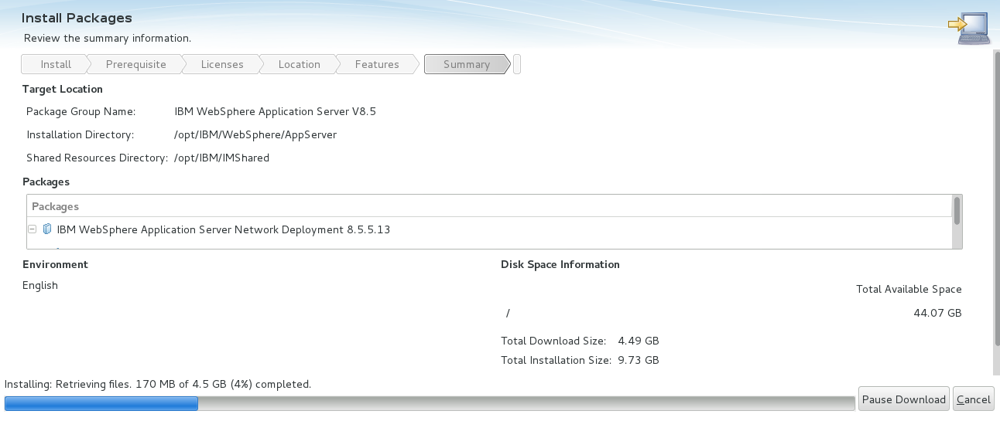 Install Packages
Review the summary information.
Install Prerequisite Licenses Location Features Summary
Target Location
Package Group Name: IBM WebSphere Application Server V8.5
Installation Directory: /opt/IBM/WebSphere/AppServer
Shared Resources Directory: /opt/IBM/IMShared
Packages
Packages
IBM WebSphere Application Server Network Deployment 8.5.5.13
Environment Disk Space Information
English
Total Available Space
/ 44.07 GB
Total Download Size: 4.49 GB
Total Installation Size: 9.73 GB
Installing: Retrieving files. 170 MB of 4.5 GB (4%) completed.
Pause Download Cancel